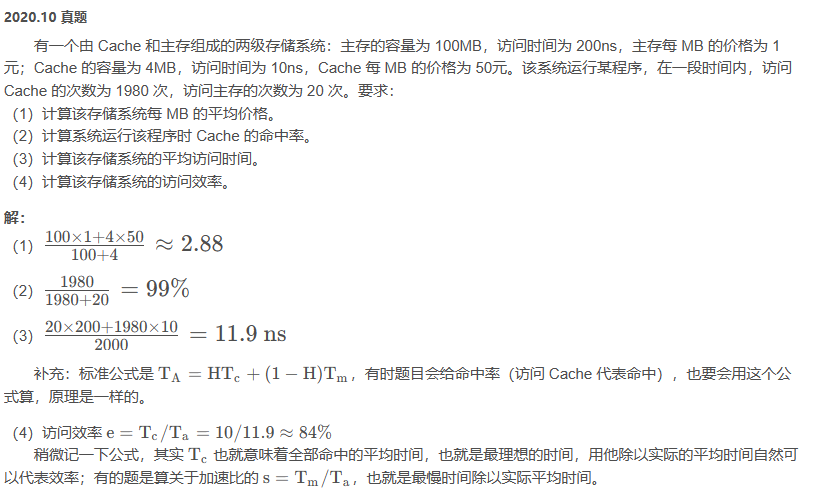 2020.10 真题
有一个由 Cache 和主存组成的两级存储系统：主存的容量为 100MB，访问时间为 200ns，主存每 MB 的价格为 1
元；Cache 的容量为 4MB，访问时间为 10ns，Cache 每 MB 的价格为 50元。该系统运行某程序，在一段时间内，访问
Cache 的次数为 1980 次，访问主存的次数为 20 次。要求：
（1）计算该存储系统每 MB 的平均价格。
（2）计算系统运行该程序时 Cache 的命中率。
（3）计算该存储系统的平均访问时间。
（4）计算该存储系统的访问效率。
解：
（1）$\frac{100×1+4×50}{100+4} ≈ 2.88$
（2）$\frac{1980}{1980+20} = 99\%$
（3）$\frac{20×200+1980×10}{2000} = 11.9 ns$
补充：标准公式是 $T_A = HT_c + (1 − H)T_m$，有时题目会给命中率（访问 Cache 代表命中），也要会用这个公
式算，原理是一样的。
（4）访问效率 $e = T_c/T_a = 10/11.9 ≈ 84\%$
稍微记一下公式，其实 $T_c$ 也就意味着全部命中的平均时间，也就是最理想的时间，用他除以实际的平均时间自然可
以代表效率；有的题是算关于加速比的 $s = T_m/T_a$，也就是最慢时间除以实际平均时间。